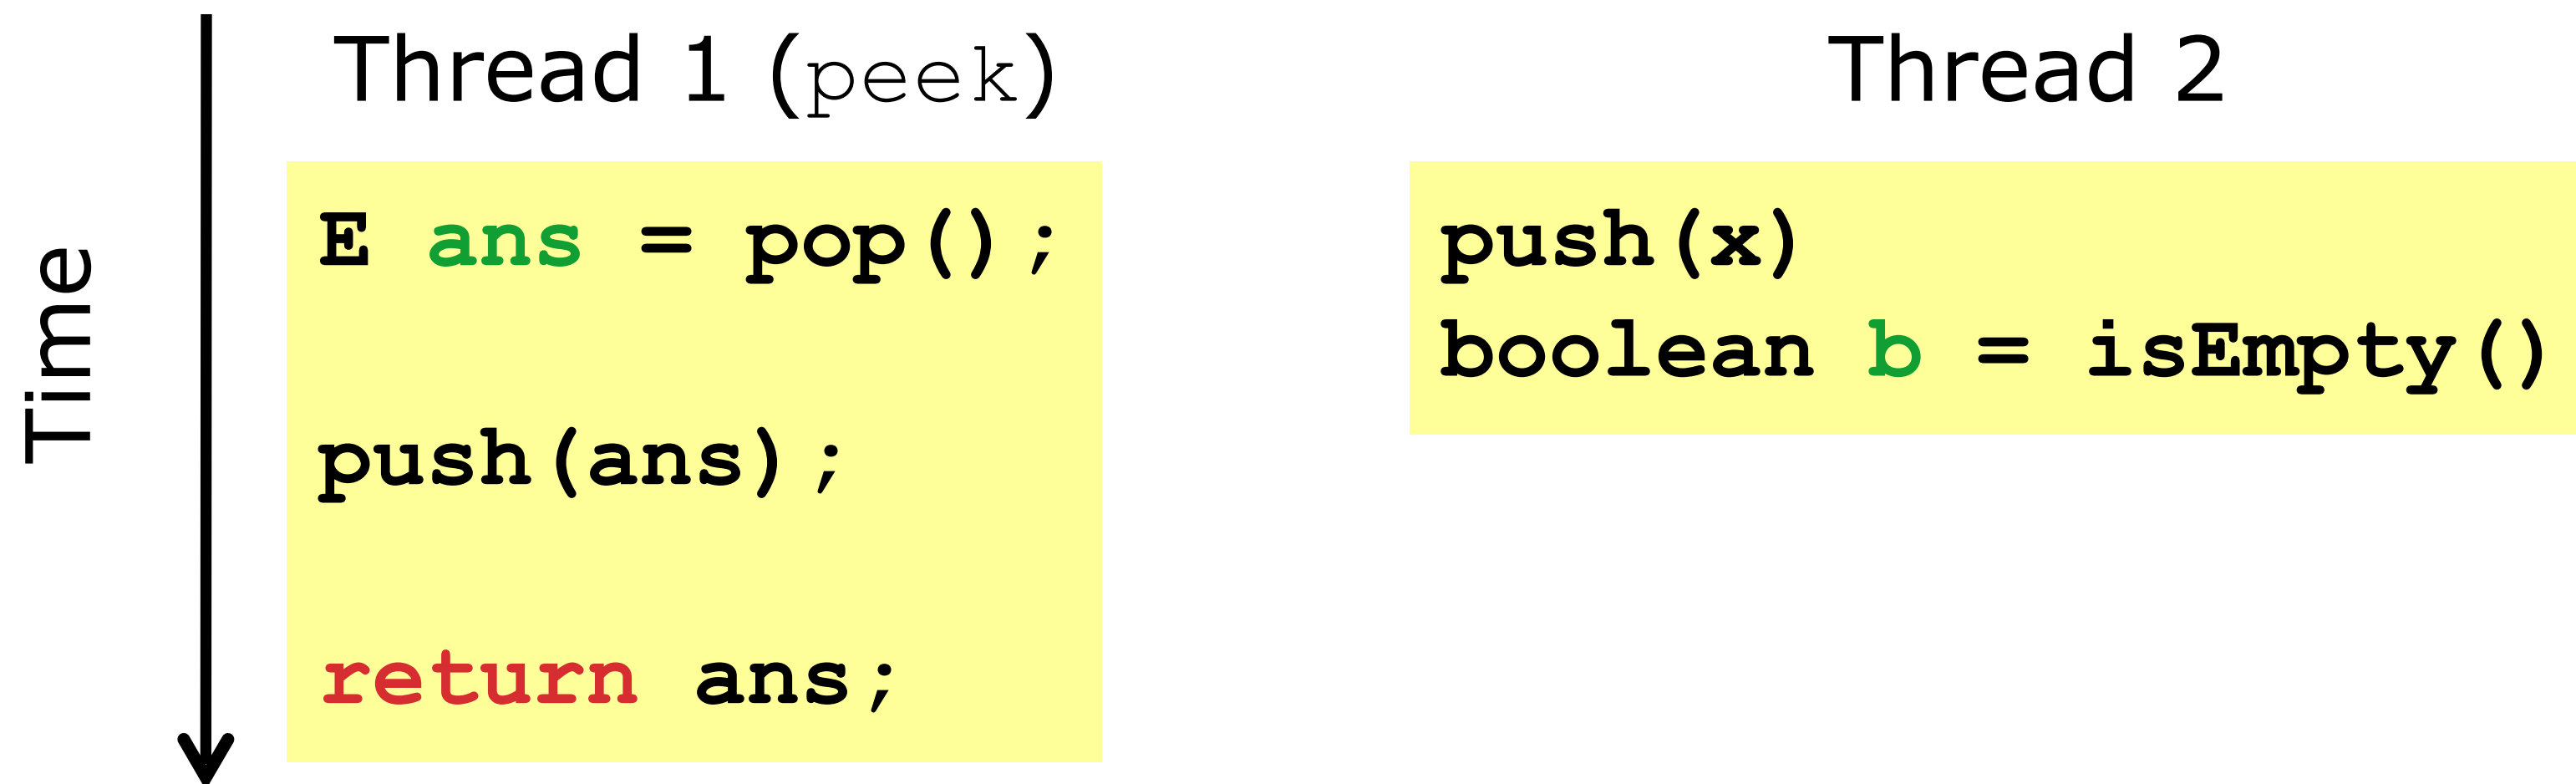 Time
Thread 1 (peek)
E ans = pop();
push(ans);
return ans;
Thread 2
push(x)
boolean b = isEmpty()